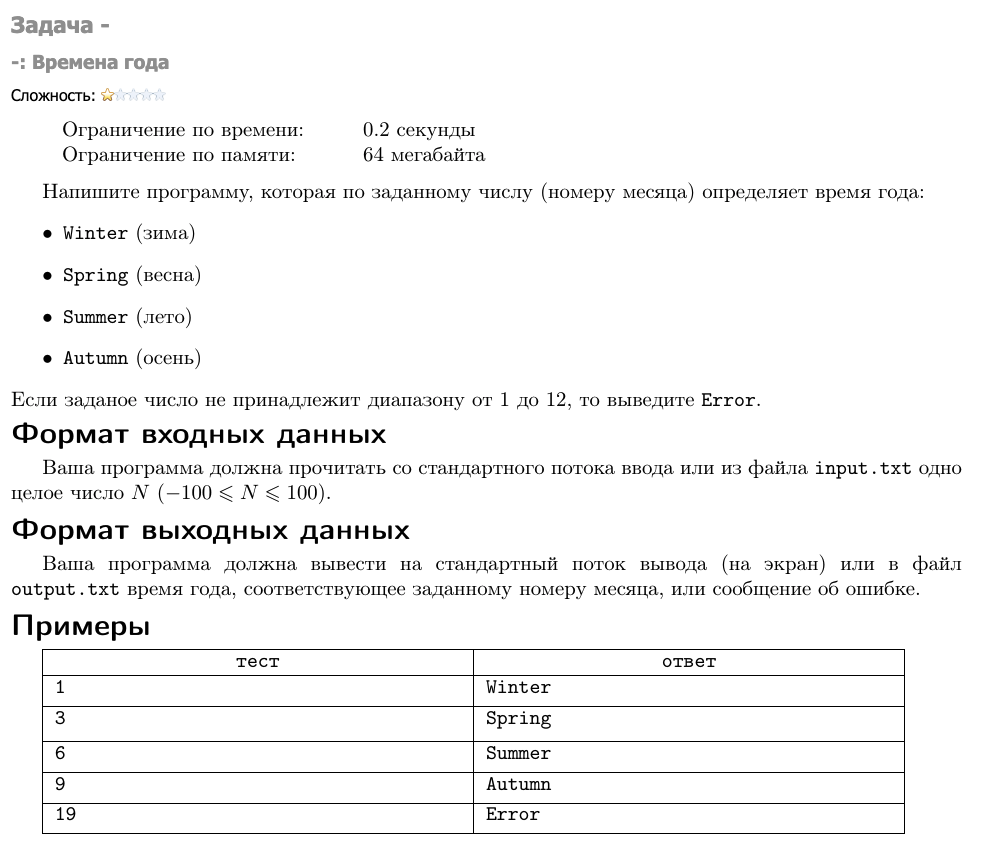 Задача -
-: Времена года
Сложность:
Ограничение по времени: 0.2 секунды
Ограничение по памяти: 64 мегабайта
Напишите программу, которая по заданному числу (номеру месяца) определяет время года:
• Winter (зима)
• Spring (весна)
• Summer (лето)
• Autumn (осень)
Если заданое число не принадлежит диапазону от 1 до 12, то выведите Error.
Формат входных данных
Ваша программа должна прочитать со стандартного потока ввода или из файла input.txt одно
целое число N (−100 ⩽ N ⩽ 100).
Формат выходных данных
Ваша программа должна вывести на стандартный поток вывода (на экран) или в файл
output.txt время года, соответствующее заданному номеру месяца, или сообщение об ошибке.
Примеры
тест ответ
1 Winter
3 Spring
6 Summer
9 Autumn
19 Error